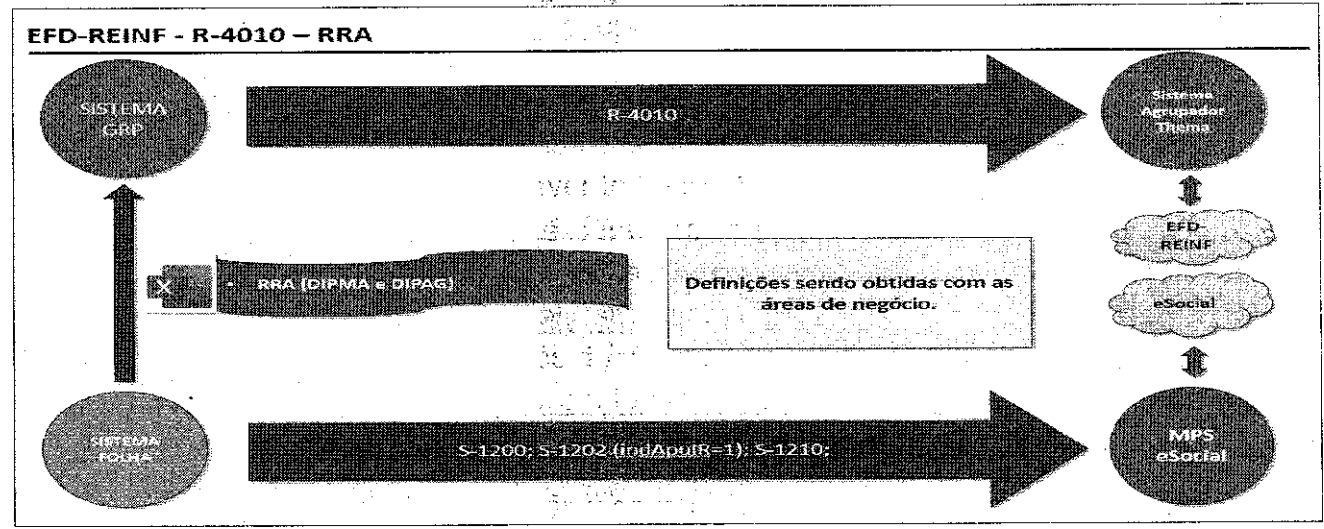 EFD-REINF - R-4010 – RRA
SISTEMA
GRP
R-4010
Sistema
Agrupador
Thema
EFD-
REINF
X
• RRA (DIPMA e DIPAG)
Definições sendo obtidas com as
áreas de negócio.
eSocial
SISTEMA
FOLHA
S-1200; S-1202 (indApuIR=1); S-1210;
MPS
eSocial